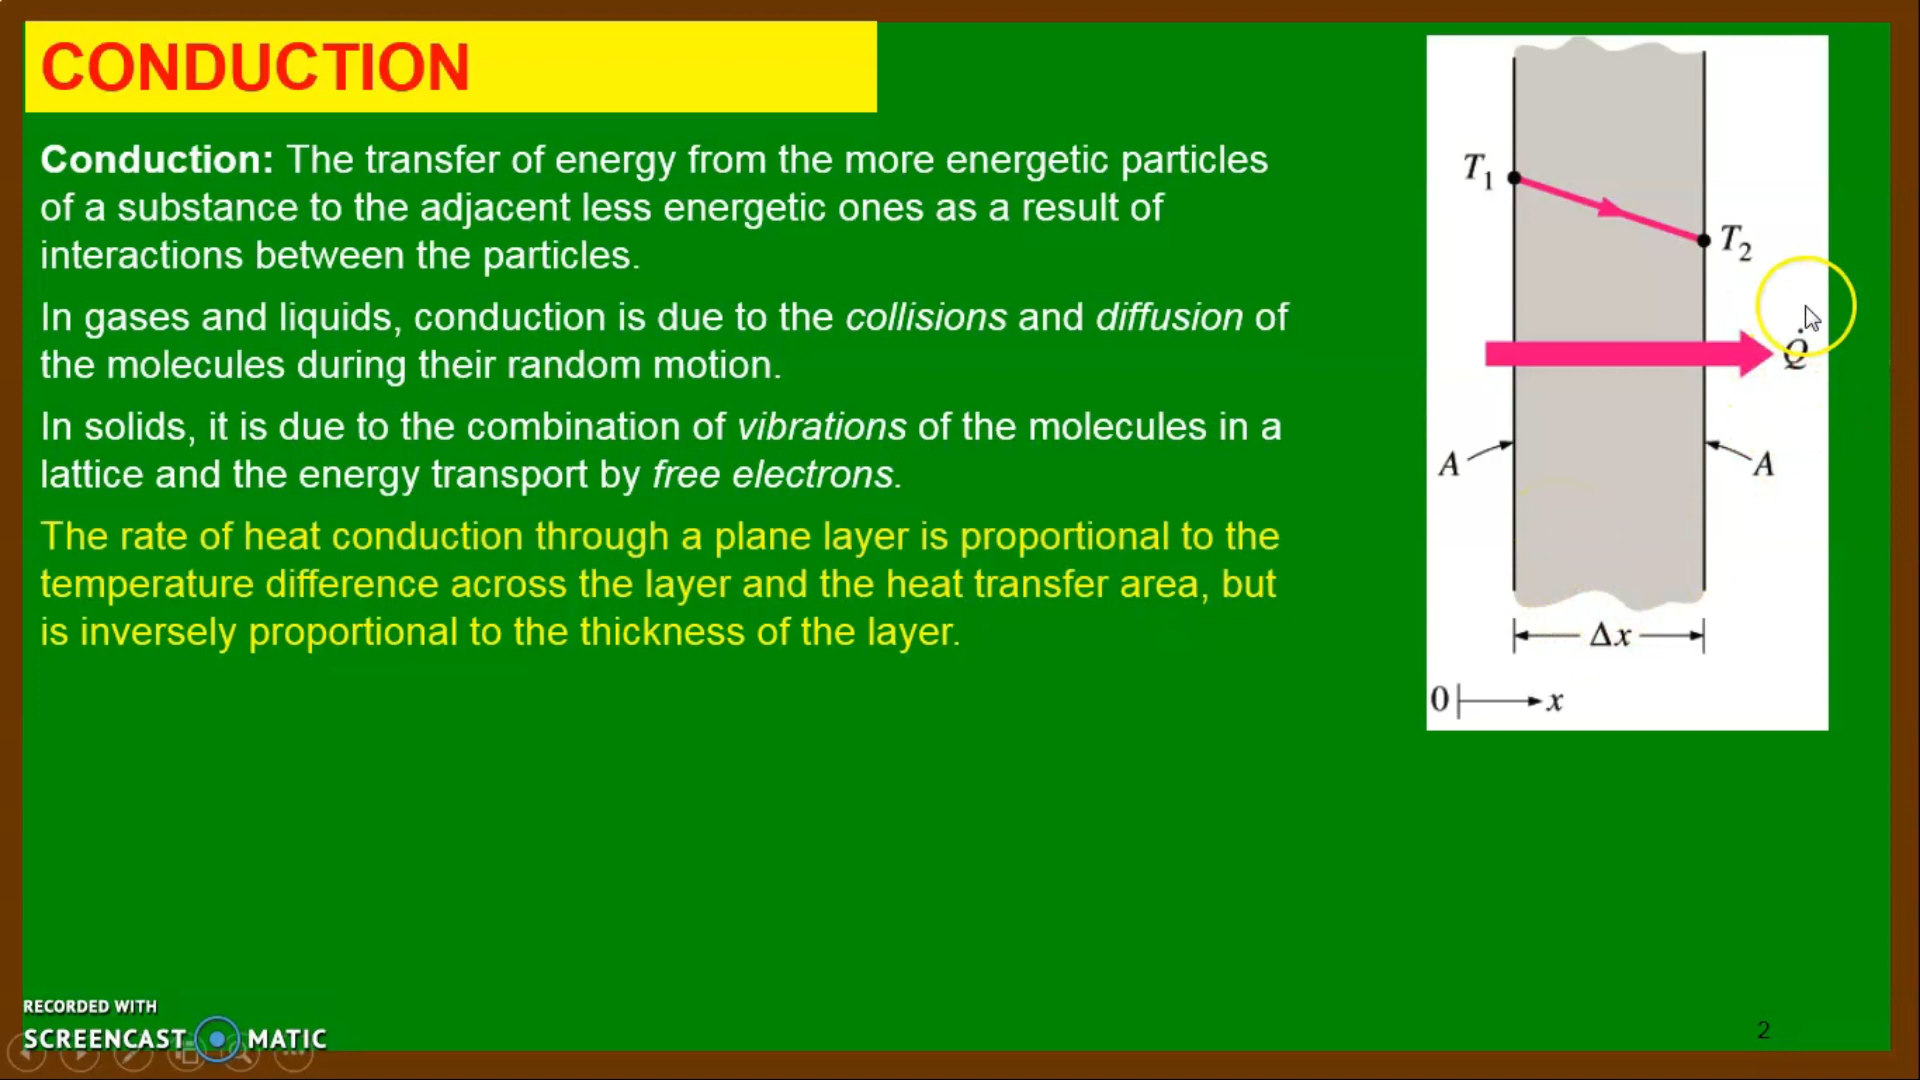 CONDUCTION
Conduction: The transfer of energy from the more energetic particles
of a substance to the adjacent less energetic ones as a result of
interactions between the particles.
In gases and liquids, conduction is due to the collisions and diffusion of
the molecules during their random motion.
In solids, it is due to the combination of vibrations of the molecules in a
lattice and the energy transport by free electrons.
The rate of heat conduction through a plane layer is proportional to the
temperature difference across the layer and the heat transfer area, but
is inversely proportional to the thickness of the layer.
T₁
T₂
Q̇
A
A
Δx
0
x
RECORDED WITH
SCREENCAST MATIC
2